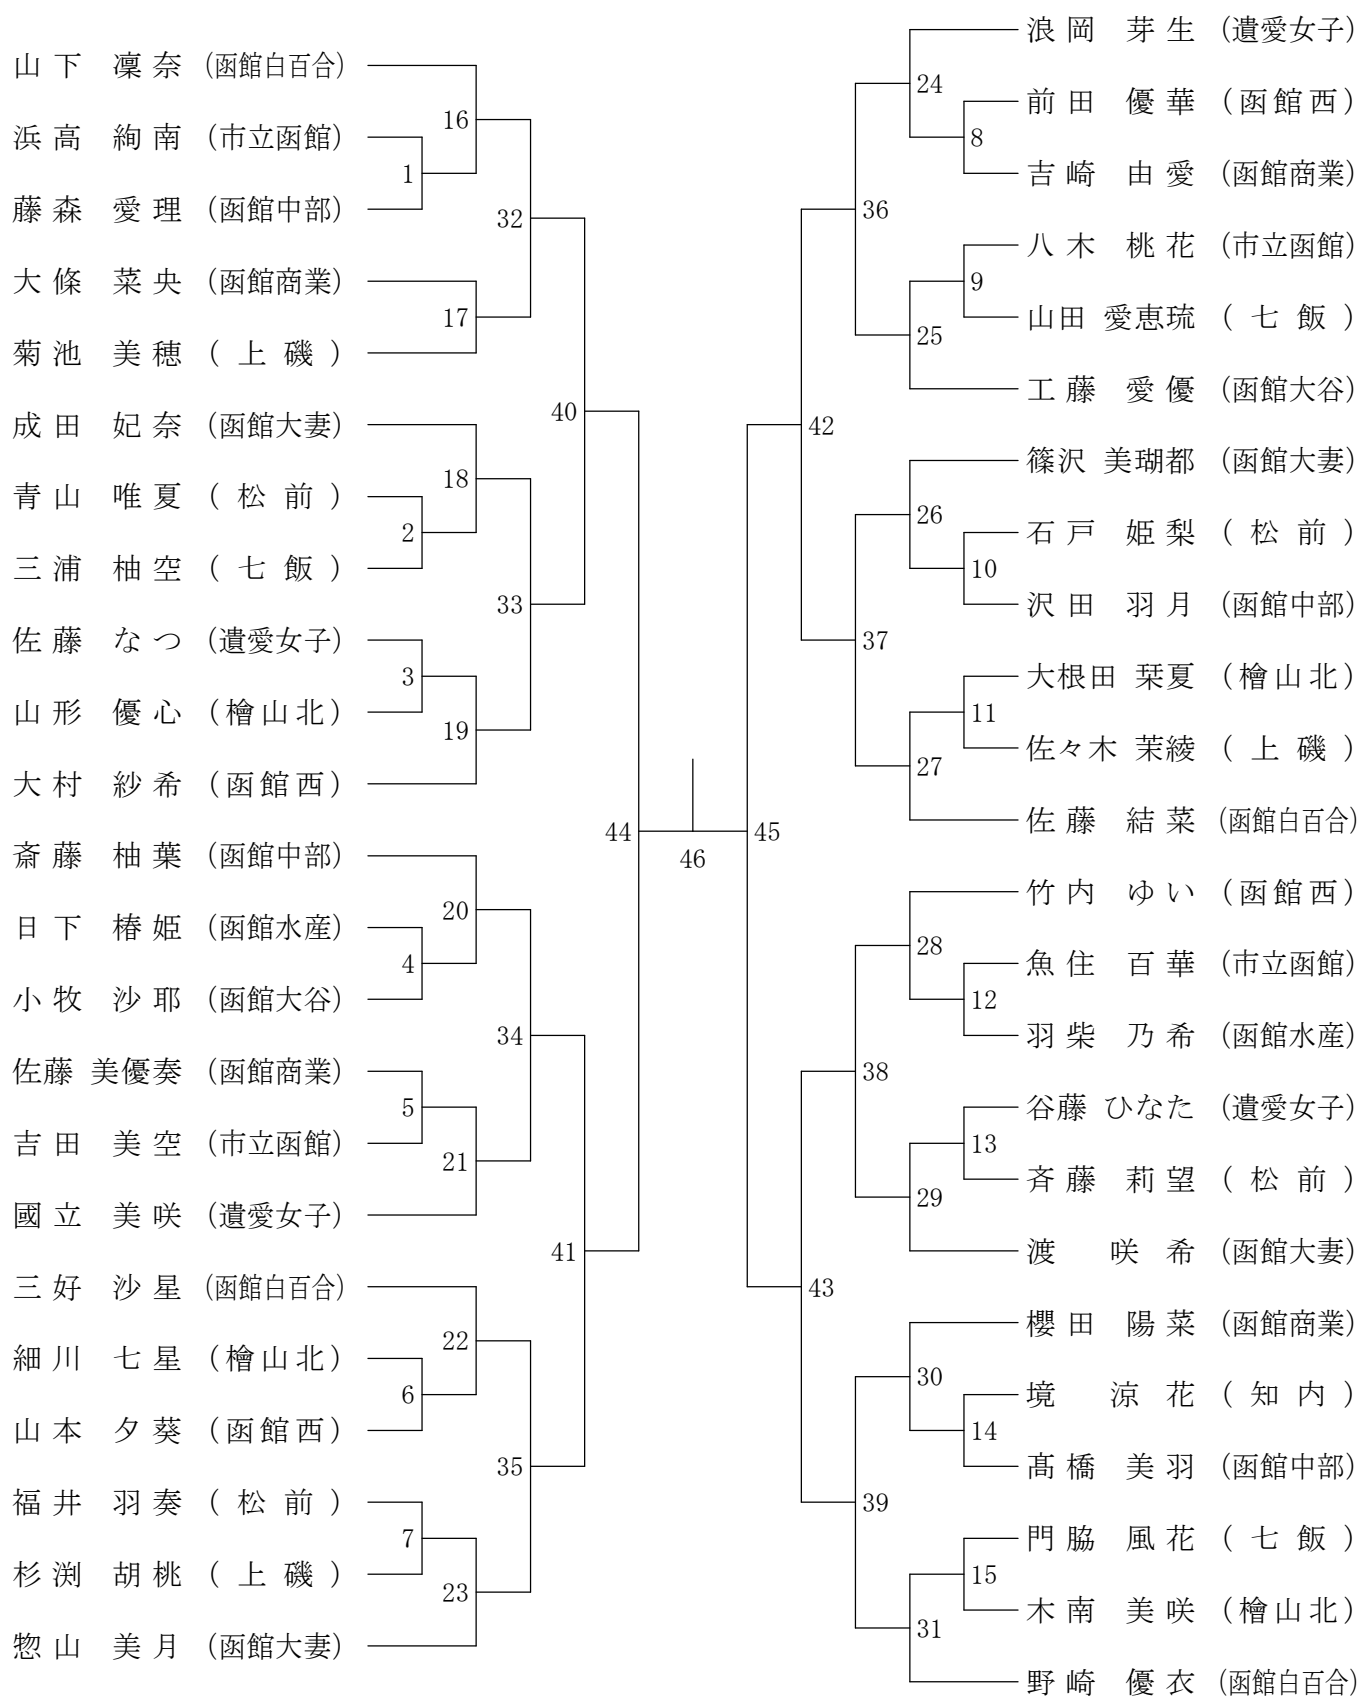 山下 凜奈 (函館白百合)
浜高 絢南 (市立函館)
藤森 愛理 (函館中部)
大條 菜央 (函館商業)
菊池 美穂 (上磯)
成田 妃奈 (函館大妻)
青山 唯夏 (松前)
三浦 柚空 (七飯)
佐藤 なつ (遺愛女子)
山形 優心 (檜山北)
大村 紗希 (函館西)
斎藤 柚葉 (函館中部)
日下 椿姫 (函館水産)
小牧 沙耶 (函館大谷)
佐藤 美優奏 (函館商業)
吉田 美空 (市立函館)
國立 美咲 (遺愛女子)
三好 沙星 (函館白百合)
細川 七星 (檜山北)
山本 夕葵 (函館西)
福井 羽奏 (松前)
杉渕 胡桃 (上磯)
惣山 美月 (函館大妻)
1
2
3
4
5
6
7
16
17
18
19
20
21
22
23
32
33
34
35
40
41
44
46
45
42
43
36
37
38
39
24
25
26
27
28
29
30
31
8
9
10
11
12
13
14
15
浪岡 芽生 (遺愛女子)
前田 優華 (函館西)
吉崎 由愛 (函館商業)
八木 桃花 (市立函館)
山田 愛恵琉 (七飯)
工藤 愛優 (函館大谷)
篠沢 美瑚都 (函館大妻)
石戸 姫梨 (松前)
沢田 羽月 (函館中部)
大根田 栞夏 (檜山北)
佐々木 茉綾 (上磯)
佐藤 結菜 (函館白百合)
竹内 ゆい (函館西)
魚住 百華 (市立函館)
羽柴 乃希 (函館水産)
谷藤 ひなた (遺愛女子)
斉藤 莉望 (松前)
渡 咲希 (函館大妻)
櫻田 陽菜 (函館商業)
境 涼花 (知内)
髙橋 美羽 (函館中部)
門脇 風花 (七飯)
木南 美咲 (檜山北)
野崎 優衣 (函館白百合)